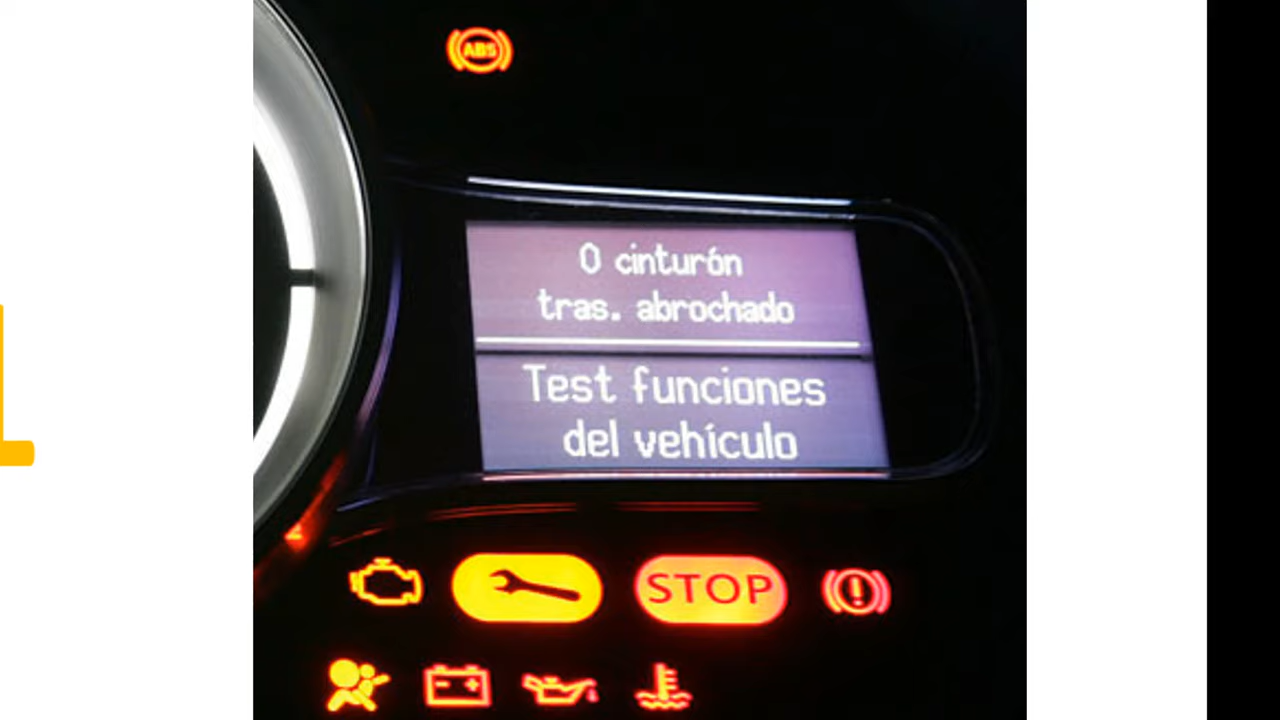 ABS
0 cinturón
tras. abrochado
Test funciones
del vehículo
STOP